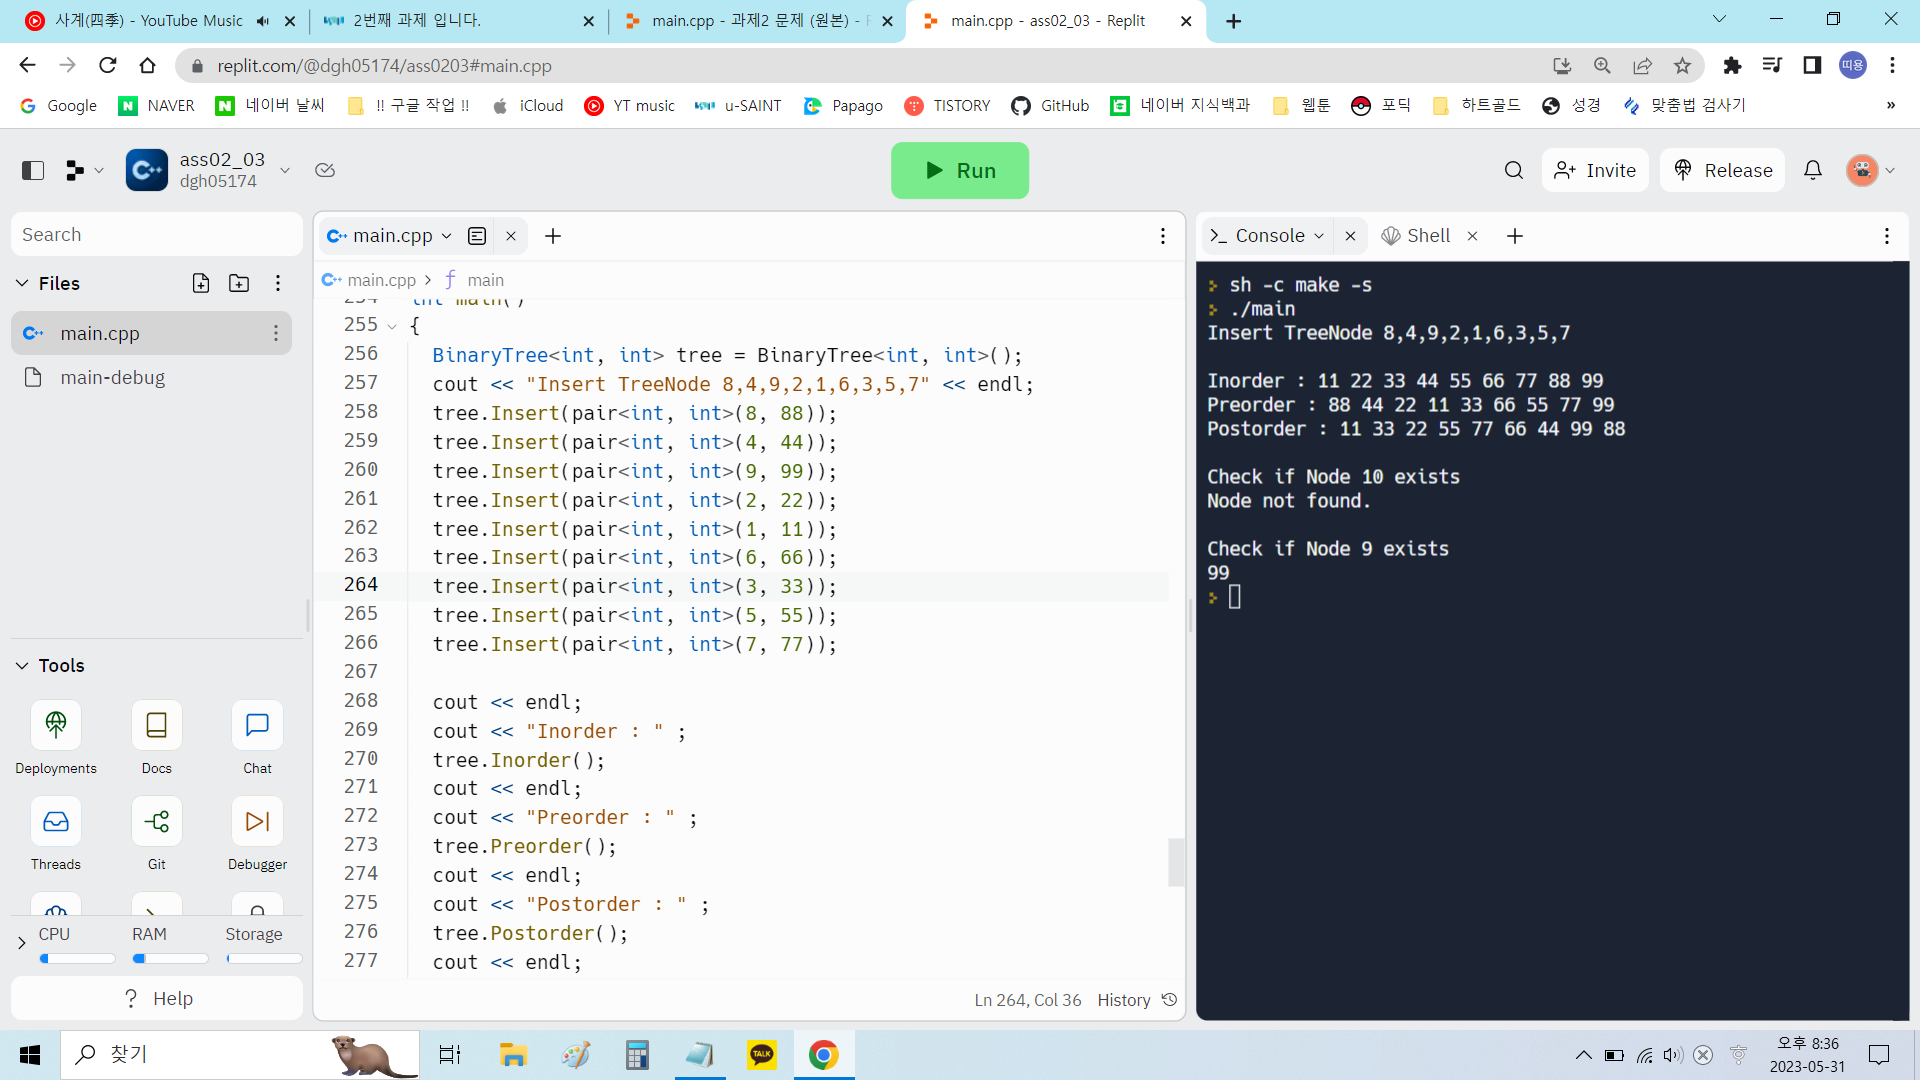 사계(四季) - YouTube Music
2번째 과제 입니다.
main.cpp - 과제2 문제 (원본) - R
main.cpp - ass02_03 - Replit
replit.com/@dgh05174/ass0203#main.cpp
띠용
Google
NAVER
네이버 날씨
!! 구글 작업 !!
iCloud
YT music
u-SAINT
Papago
TISTORY
GitHub
네이버 지식백과
웹툰
포딕
하트골드
성경
맞춤법 검사기
»
ass02_03
dgh05174
Run
Invite
Release
Search
Files
main.cpp
main-debug
Tools
Deployments
Docs
Chat
Threads
Git
Debugger
CPU
RAM
Storage
? Help
main.cpp
main.cpp > main
254 int main()
255 {
256 BinaryTree<int, int> tree = BinaryTree<int, int>();
257 cout << "Insert TreeNode 8,4,9,2,1,6,3,5,7" << endl;
258 tree.Insert(pair<int, int>(8, 88));
259 tree.Insert(pair<int, int>(4, 44));
260 tree.Insert(pair<int, int>(9, 99));
261 tree.Insert(pair<int, int>(2, 22));
262 tree.Insert(pair<int, int>(1, 11));
263 tree.Insert(pair<int, int>(6, 66));
264 tree.Insert(pair<int, int>(3, 33));
265 tree.Insert(pair<int, int>(5, 55));
266 tree.Insert(pair<int, int>(7, 77));
267
268 cout << endl;
269 cout << "Inorder : " ;
270 tree.Inorder();
271 cout << endl;
272 cout << "Preorder : " ;
273 tree.Preorder();
274 cout << endl;
275 cout << "Postorder : " ;
276 tree.Postorder();
277 cout << endl;
Ln 264, Col 36 History
Console
Shell
sh -c make -s
./main
Insert TreeNode 8,4,9,2,1,6,3,5,7
Inorder : 11 22 33 44 55 66 77 88 99
Preorder : 88 44 22 11 33 66 55 77 99
Postorder : 11 33 22 55 77 66 44 99 88
Check if Node 10 exists
Node not found.
Check if Node 9 exists
99
찾기
TALK
오후 8:36
2023-05-31